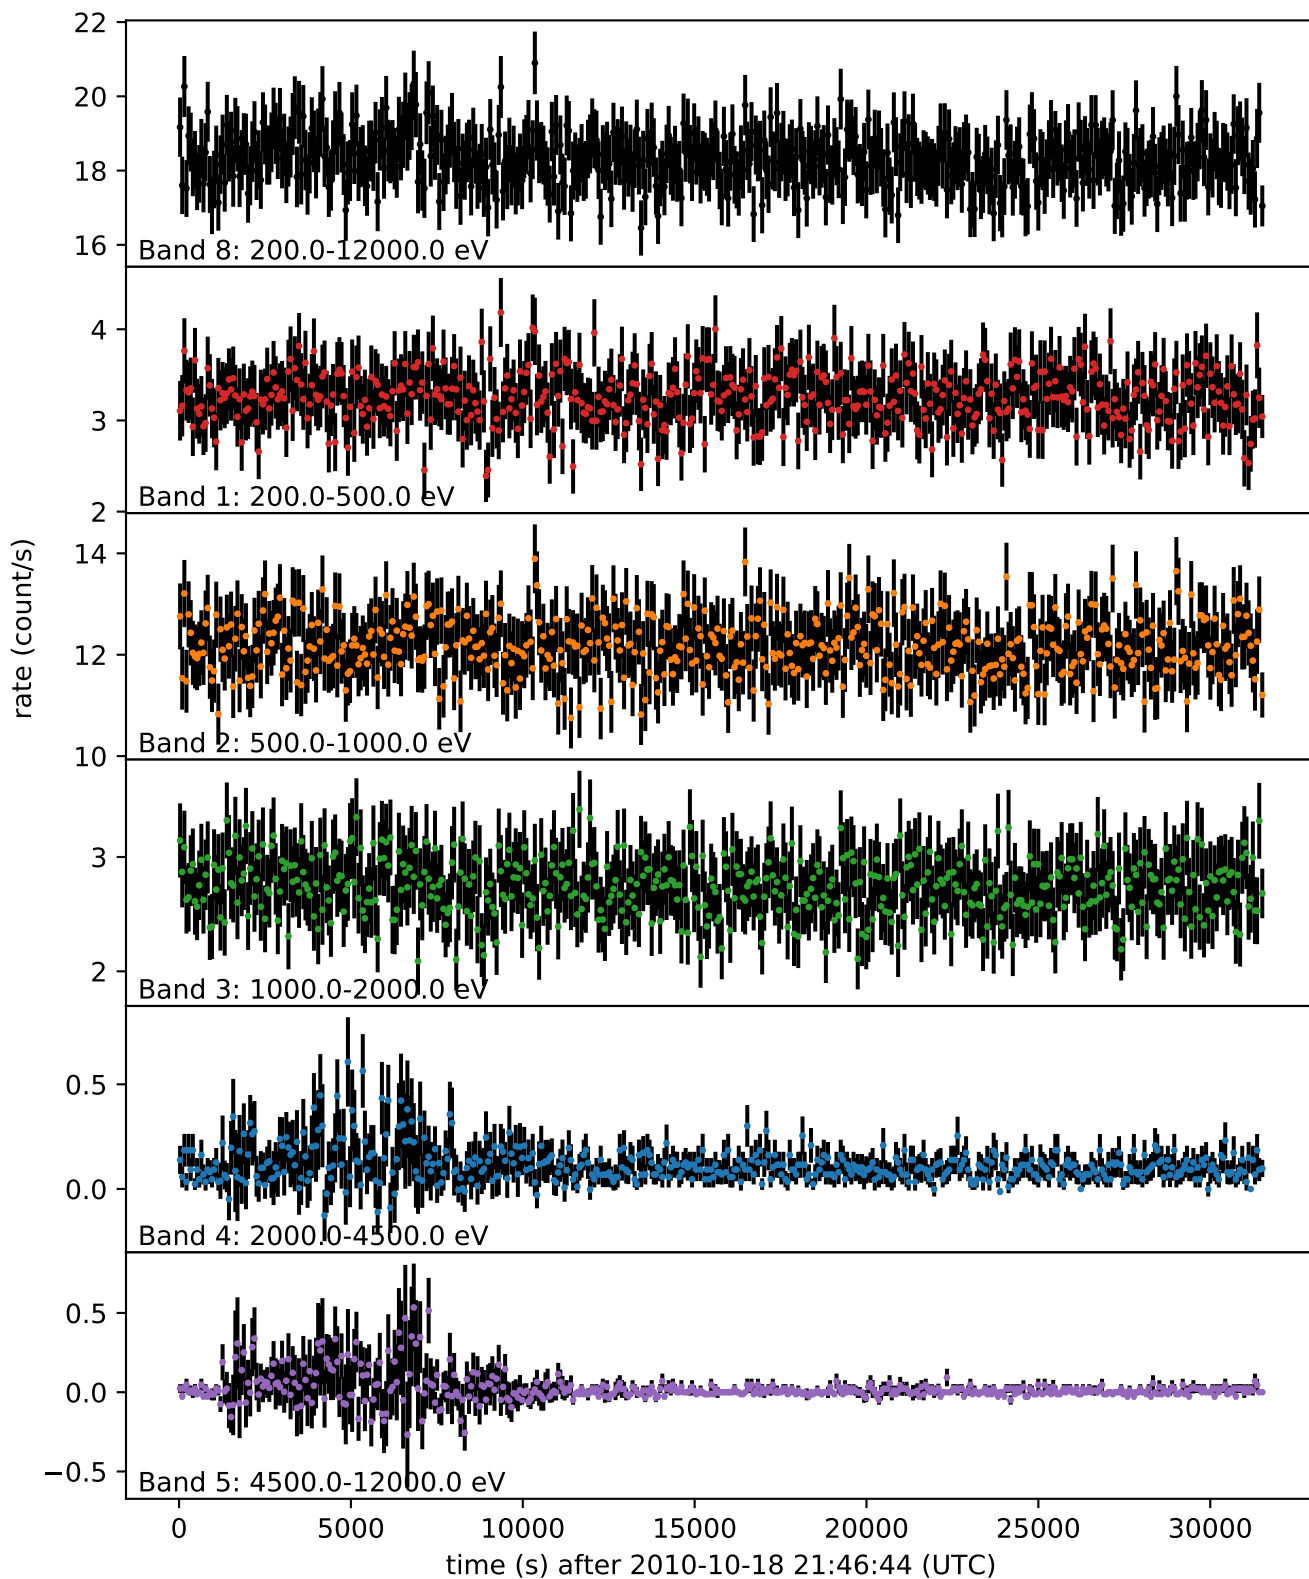 22
20
18
16
Band 8: 200.0-12000.0 eV
4
3
2
Band 1: 200.0-500.0 eV
rate (count/s)
14
12
10
Band 2: 500.0-1000.0 eV
3
2
Band 3: 1000.0-2000.0 eV
0.5
0.0
Band 4: 2000.0-4500.0 eV
0.5
0.0
−0.5
Band 5: 4500.0-12000.0 eV
0 5000 10000 15000 20000 25000 30000
time (s) after 2010-10-18 21:46:44 (UTC)